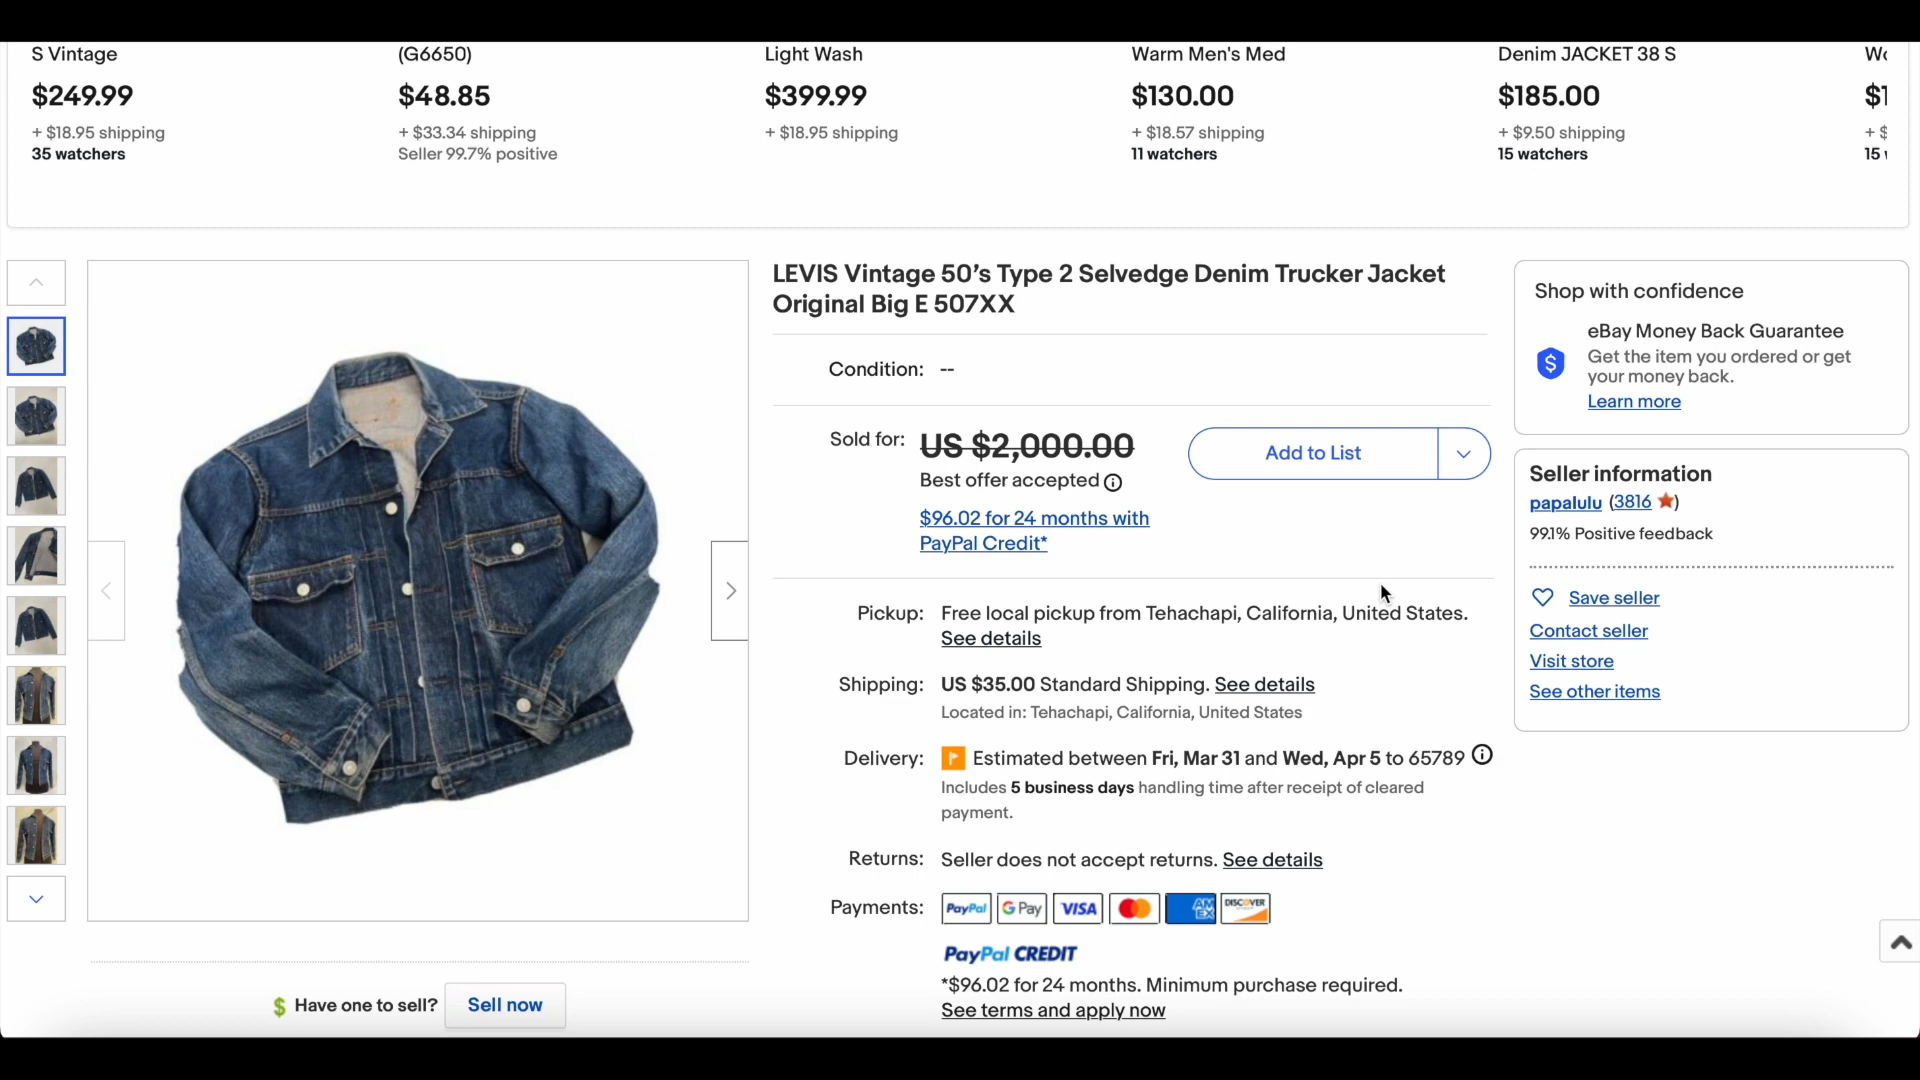 S Vintage
$249.99
+ $18.95 shipping
35 watchers
(G6650)
$48.85
+ $33.34 shipping
Seller 99.7% positive
Light Wash
$399.99
+ $18.95 shipping
Warm Men's Med
$130.00
+ $18.57 shipping
11 watchers
Denim JACKET 38 S
$185.00
+ $9.50 shipping
15 watchers
$1
+ $
15
LEVIS Vintage 50’s Type 2 Selvedge Denim Trucker Jacket
Original Big E 507XX
Condition: --
Sold for: US $2,000.00
Best offer accepted
$96.02 for 24 months with
PayPal Credit*
Add to List
Pickup: Free local pickup from Tehachapi, California, United States.
See details
Shipping: US $35.00 Standard Shipping. See details
Located in: Tehachapi, California, United States
Delivery: Estimated between Fri, Mar 31 and Wed, Apr 5 to 65789
Includes 5 business days handling time after receipt of cleared
payment.
Returns: Seller does not accept returns. See details
Payments: PayPal G Pay VISA AM EX DISCOVER
PayPal CREDIT
*$96.02 for 24 months. Minimum purchase required.
See terms and apply now
Shop with confidence
eBay Money Back Guarantee
Get the item you ordered or get
your money back.
Learn more
Seller information
papalulu (3816)
99.1% Positive feedback
Save seller
Contact seller
Visit store
See other items
Have one to sell? Sell now